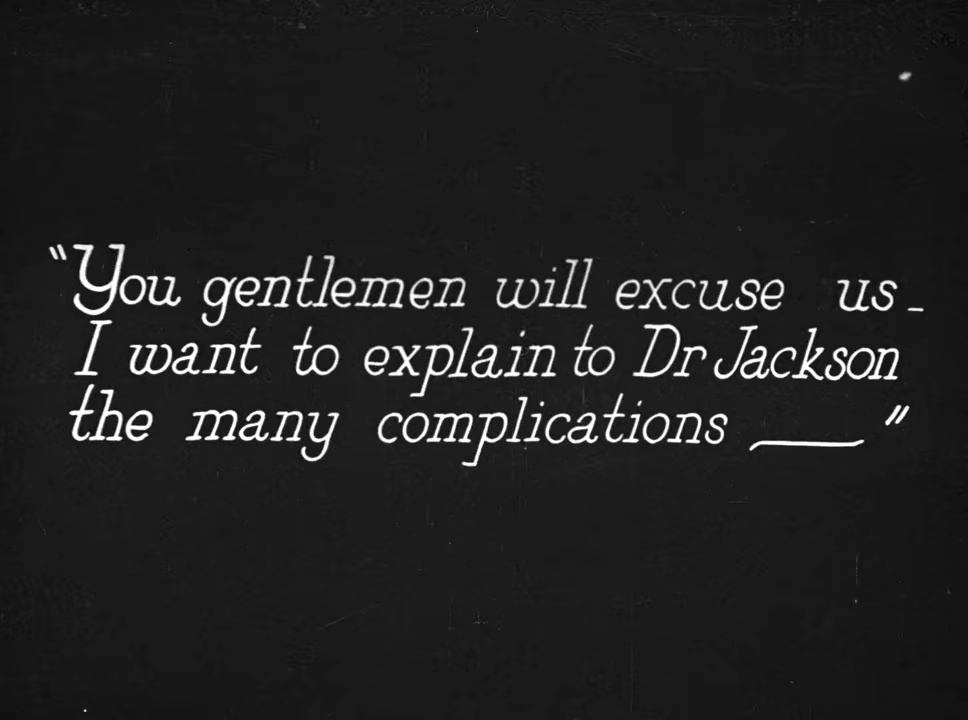 "You gentlemen will excuse us -
I want to explain to Dr Jackson
the many complications ___"